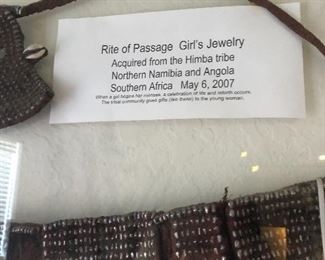 Rite of Passage Girl's Jewelry
Acquired from the Himba tribe
Northern Namibia and Angola
Southern Africa May 6, 2007
When a girl begins her menses, a celebration of life and rebirth occurs.
The tribal community gives gifts (like these) to the young woman.